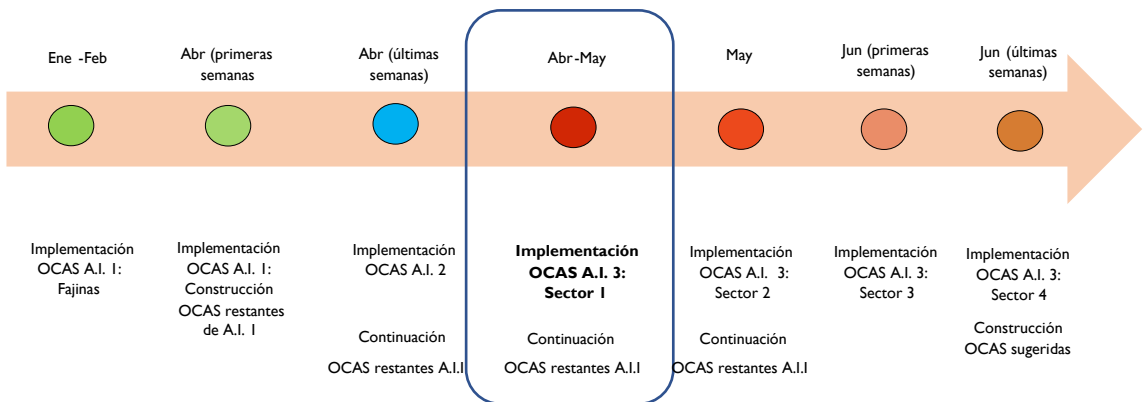 Ene -Feb
Abr (primeras
semanas
Abr (últimas
semanas)
Abr-May
May
Jun (primeras
semanas)
Jun (últimas
semanas)
Implementación
OCAS A.I. 1:
Fajinas
Implementación
OCAS A.I. 1:
Construcción
OCAS restantes
de A.I. 1
Implementación
OCAS A.I. 2
Continuación
OCAS restantes A.I.I
Implementación
OCAS A.I. 3:
Sector 1
Continuación
OCAS restantes A.I.I
Implementación
OCAS A.I. 3:
Sector 2
Continuación
OCAS restantes A.I.I
Implementación
OCAS A.I. 3:
Sector 3
Implementación
OCAS A.I. 3:
Sector 4
Construcción
OCAS sugeridas